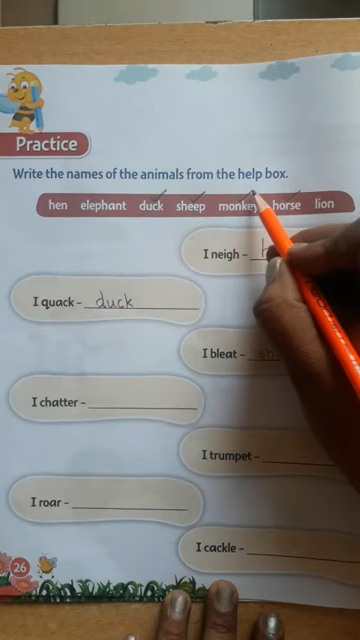 Practice
Write the names of the animals from the help box.
hen elephant duck sheep monkey horse lion
I neigh - h
I quack - duck
I bleat - sh
I chatter -
I trumpet -
I roar -
I cackle -
26